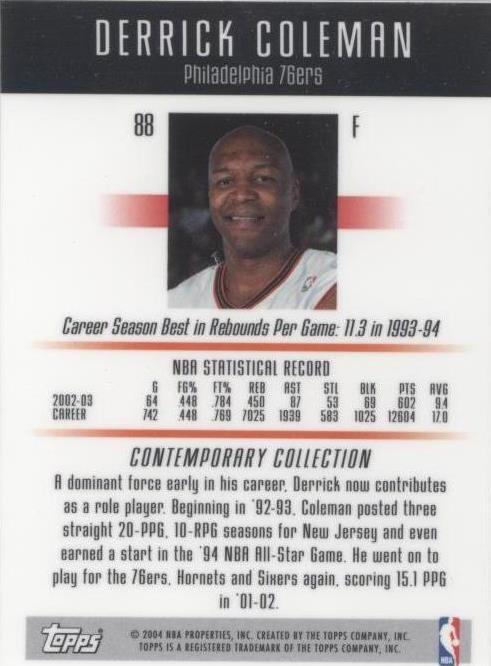 DERRICK COLEMAN
Philadelphia 76ers
88 F
Career Season Best in Rebounds Per Game: 11.3 in 1993-94
NBA STATISTICAL RECORD
G FG% FT% REB AST STL BLK PTS AVG
2002-03 64 .448 .784 450 87 53 69 602 9.4
CAREER 742 .448 .769 7025 1939 583 1025 12604 17.0
CONTEMPORARY COLLECTION
A dominant force early in his career, Derrick now contributes
as a role player. Beginning in '92-93, Coleman posted three
straight 20-PPG, 10-RPG seasons for New Jersey and even
earned a start in the '94 NBA All-Star Game. He went on to
play for the 76ers, Hornets and Sixers again, scoring 15.1 PPG
in '01-02.
topps
© 2004 NBA PROPERTIES, INC. CREATED BY THE TOPPS COMPANY, INC.
TOPPS IS A REGISTERED TRADEMARK OF THE TOPPS COMPANY, INC.
NBA